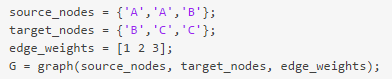 source_nodes = {'A','A','B'};
target_nodes = {'B','C','C'};
edge_weights = [1 2 3];
G = graph(source_nodes, target_nodes, edge_weights);